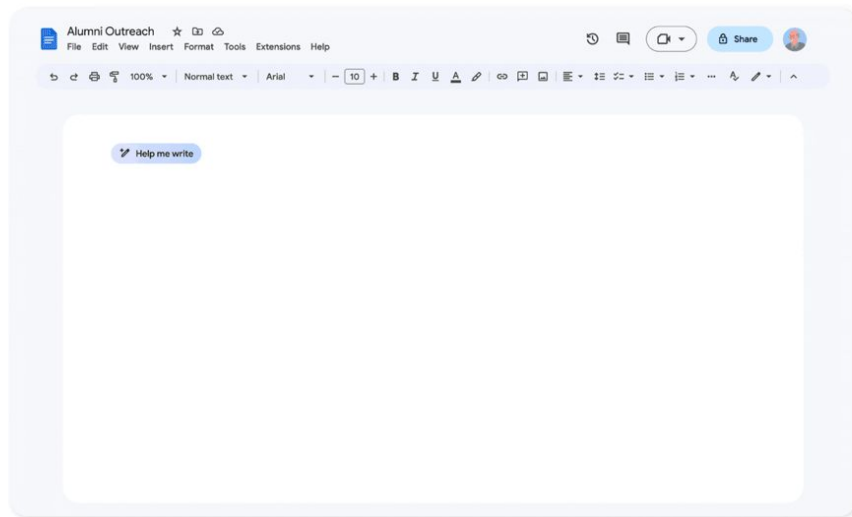 Alumni Outreach
File Edit View Insert Format Tools Extensions Help
Share
100% Normal text Arial − 10 + B I U A
Help me write